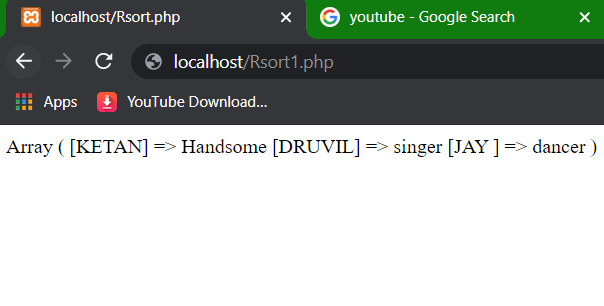 localhost/Rsort.php
youtube - Google Search
localhost/Rsort1.php
Apps
YouTube Download...
Array ( [KETAN] => Handsome [DRUVIL] => singer [JAY ] => dancer )